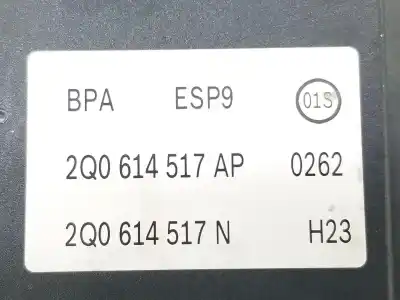 BPA ESP9 01S
2Q0 614 517 AP 0262
2Q0 614 517 N H23